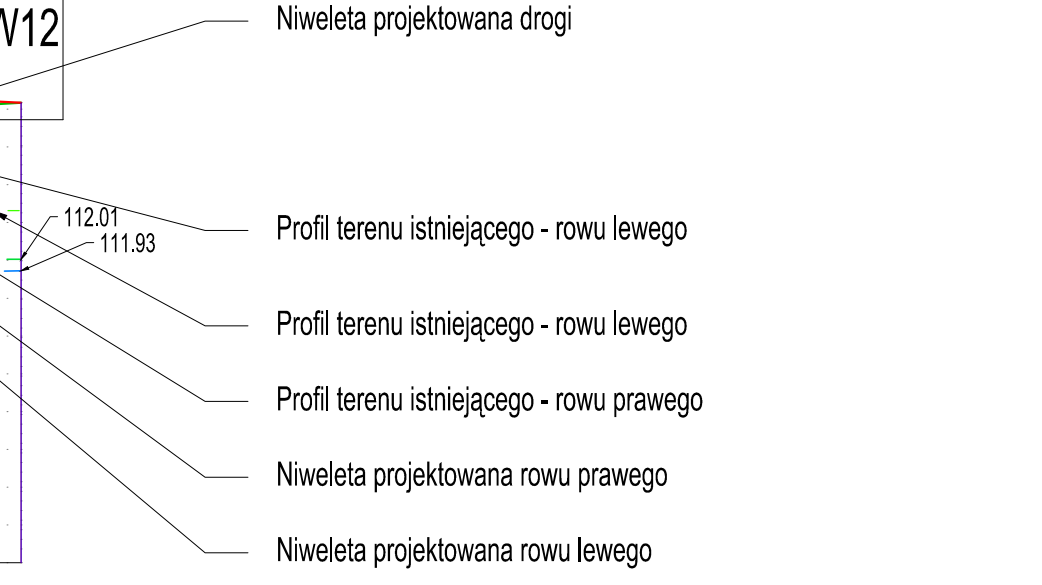 W12
Niweleta projektowana drogi
112.01
Profil terenu istniejącego - rowu lewego
111.93
Profil terenu istniejącego - rowu lewego
Profil terenu istniejącego - rowu prawego
Niweleta projektowana rowu prawego
Niweleta projektowana rowu lewego